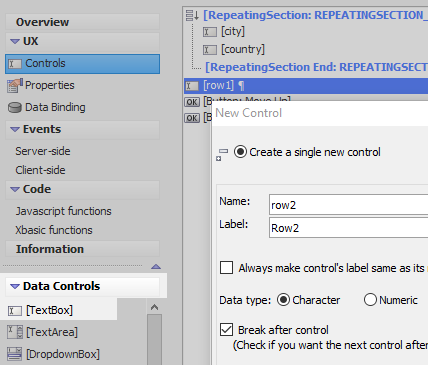 Overview
UX
Controls
Properties
Data Binding
Events
Server-side
Client-side
Code
Javascript functions
Xbasic functions
Information
Data Controls
[TextBox]
[TextArea]
[DropdownBox]
[RepeatingSection: REPEATINGSECTION_
[city]
[country]
[RepeatingSection End: REPEATINGSECT
[row1] ¶
OK [Button: Move Up]
OK [B
New Control
Create a single new control
Name: row2
Label: Row2
Always make control's label same as its
Data type: Character Numeric
Break after control
(Check if you want the next control after